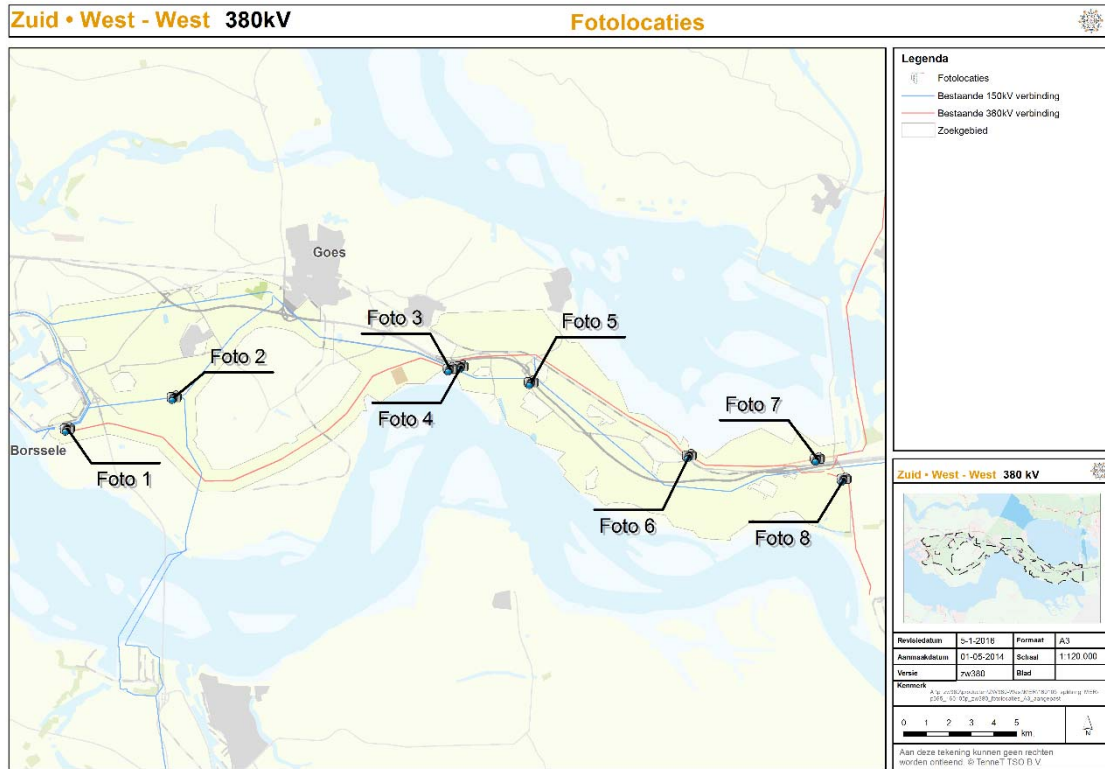 Zuid • West - West 380kV
Fotolocaties
Legenda
Fotolocaties
Bestaande 150kV verbinding
Bestaande 380kV verbinding
Zoekgebied
Goes
Foto 3
Foto 5
Foto 2
Foto 4
Foto 7
Borssele
Foto 1
Foto 6
Foto 8
Zuid • West - West 380 kV
Revisiedatum 5-1-2016 Formaat A3
Aanmaakdatum 01-05-2014 Schaal 1:120.000
Versie zw380 Blad
Kenmerk
0 1 2 3 4 5
km
N
Aan deze tekening kunnen geen rechten
worden ontleend. © TenneT TSO B.V.